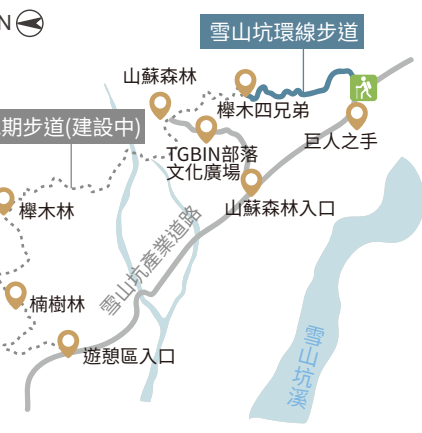 N
雪山坑環線步道
山蘇森林
櫸木四兄弟
期步道(建設中)
巨人之手
TGBIN部落
文化廣場
山蘇森林入口
櫸木林
雪山坑產業道路
楠樹林
雪山坑溪
遊憩區入口